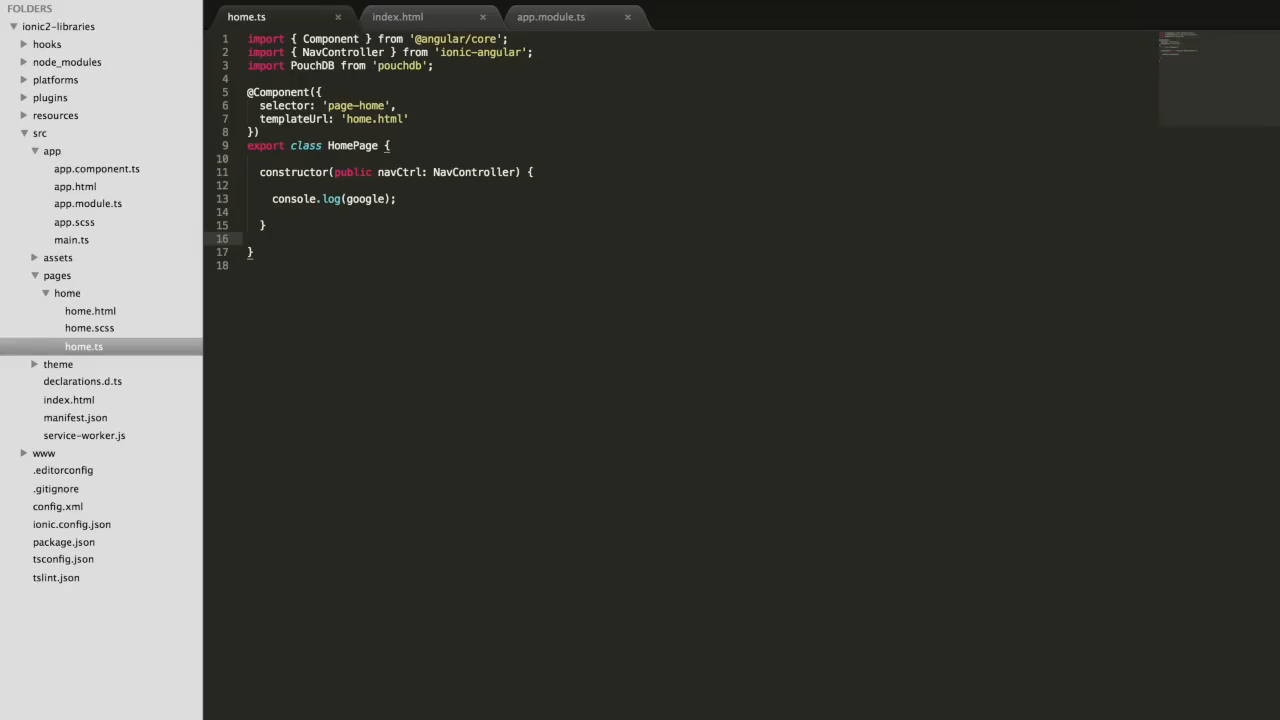 FOLDERS
ionic2-libraries
hooks
node_modules
platforms
plugins
resources
src
app
app.component.ts
app.html
app.module.ts
app.scss
main.ts
assets
pages
home
home.html
home.scss
home.ts
theme
declarations.d.ts
index.html
manifest.json
service-worker.js
www
.editorconfig
.gitignore
config.xml
ionic.config.json
package.json
tsconfig.json
tslint.json
home.ts × index.html × app.module.ts ×
1 import { Component } from '@angular/core';
2 import { NavController } from 'ionic-angular';
3 import PouchDB from 'pouchdb';
4
5 @Component({
6 selector: 'page-home',
7 templateUrl: 'home.html'
8 })
9 export class HomePage {
10
11 constructor(public navCtrl: NavController) {
12
13 console.log(google);
14
15 }
16
17 }
18